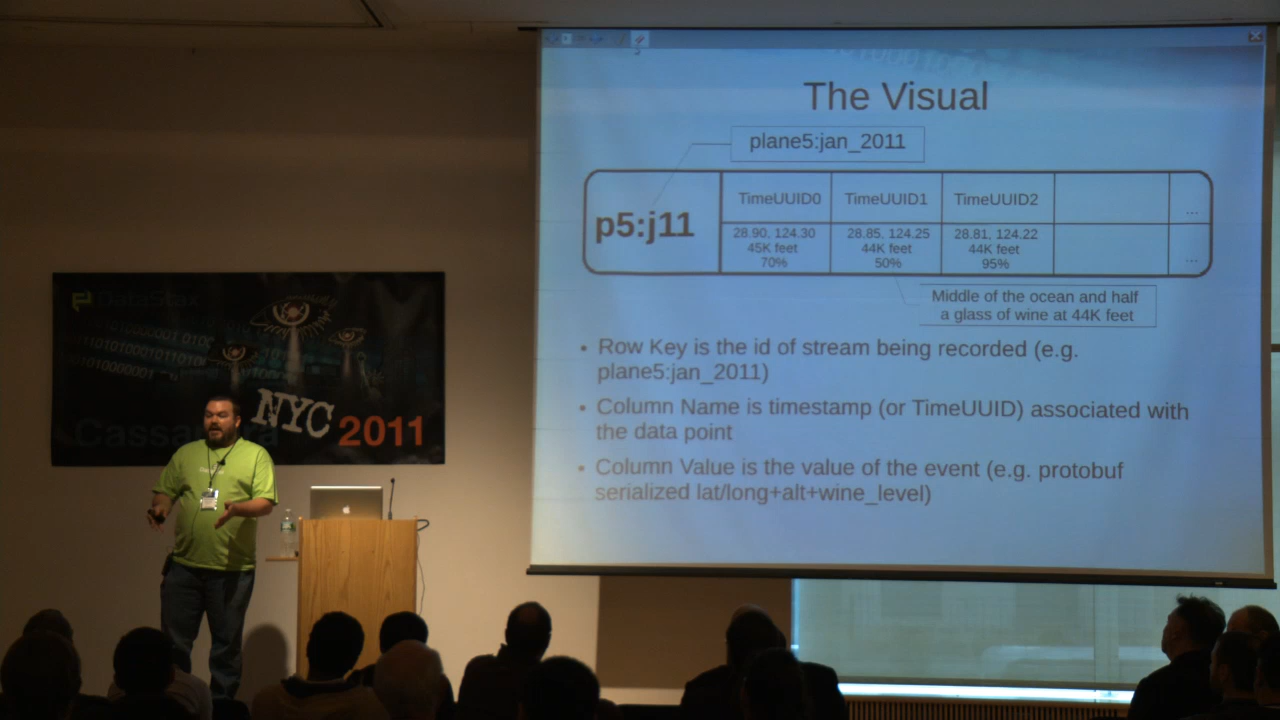 The Visual
plane5:jan_2011
p5:j11
TimeUUID0
TimeUUID1
TimeUUID2
...
28.90, 124.30
45K feet
70%
28.85, 124.25
44K feet
50%
28.81, 124.22
44K feet
95%
...
Middle of the ocean and half
a glass of wine at 44K feet
• Row Key is the id of stream being recorded (e.g.
plane5:jan_2011)
• Column Name is timestamp (or TimeUUID) associated with
the data point
• Column Value is the value of the event (e.g. protobuf
serialized lat/long+alt+wine_level)
DataStax
NYC
Cassandra
2011